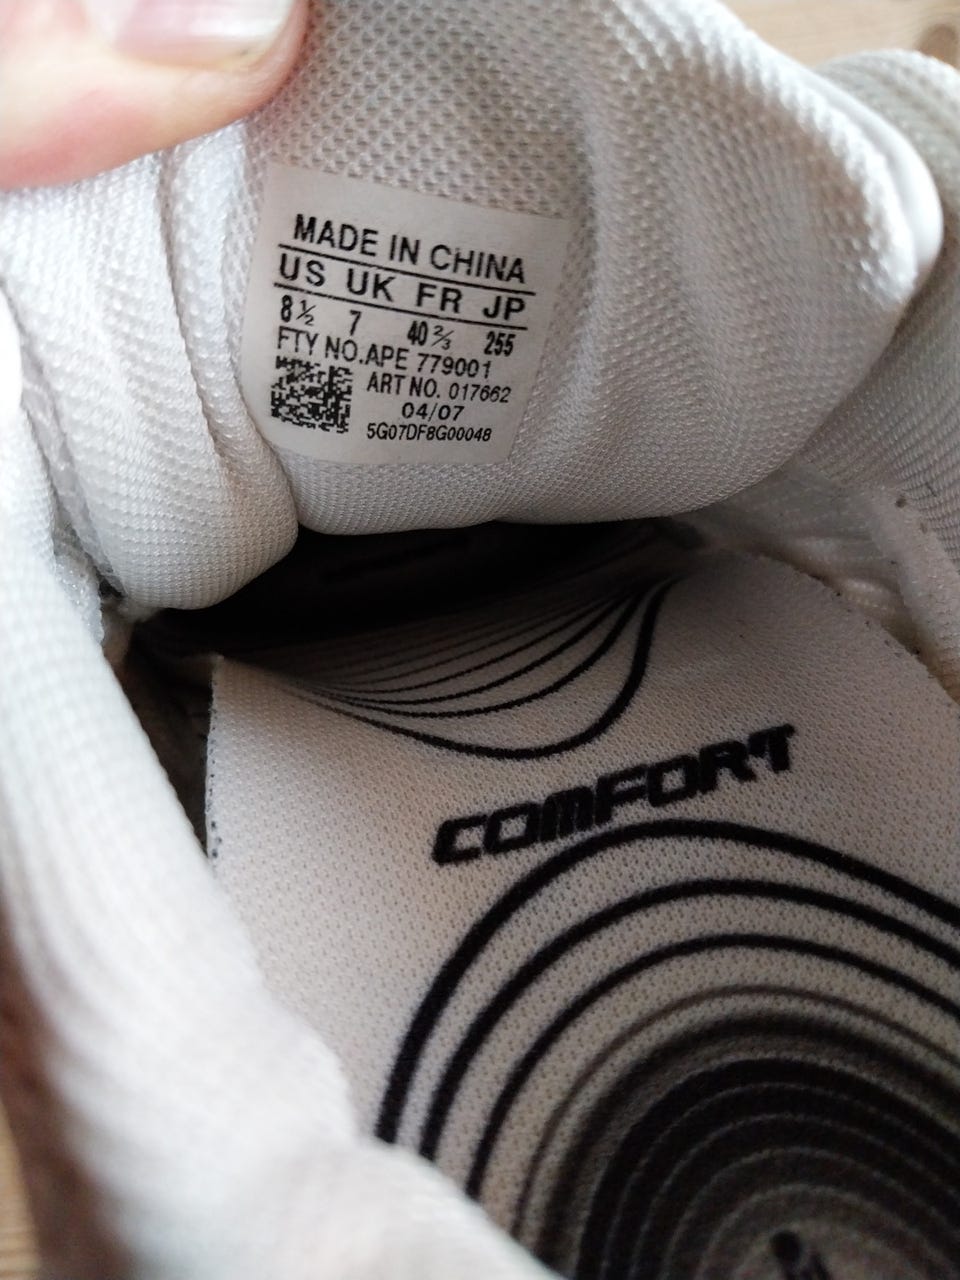 MADE IN CHINA
US UK FR JP
8½ 7 40⅔ 255
FTY NO.APE 779001
ART NO. 017662
04/07
5G07DF8G00048
COMFORT